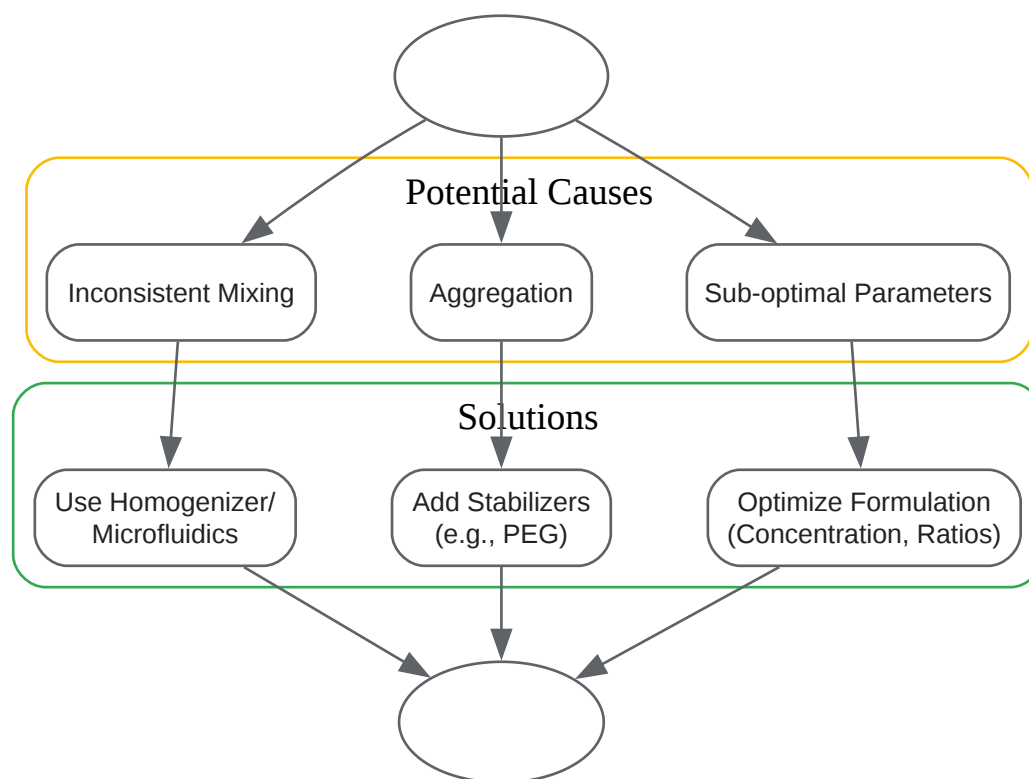 Potential Causes
Inconsistent Mixing
Aggregation
Sub-optimal Parameters
Solutions
Use Homogenizer/
Microfluidics
Add Stabilizers
(e.g., PEG)
Optimize Formulation
(Concentration, Ratios)